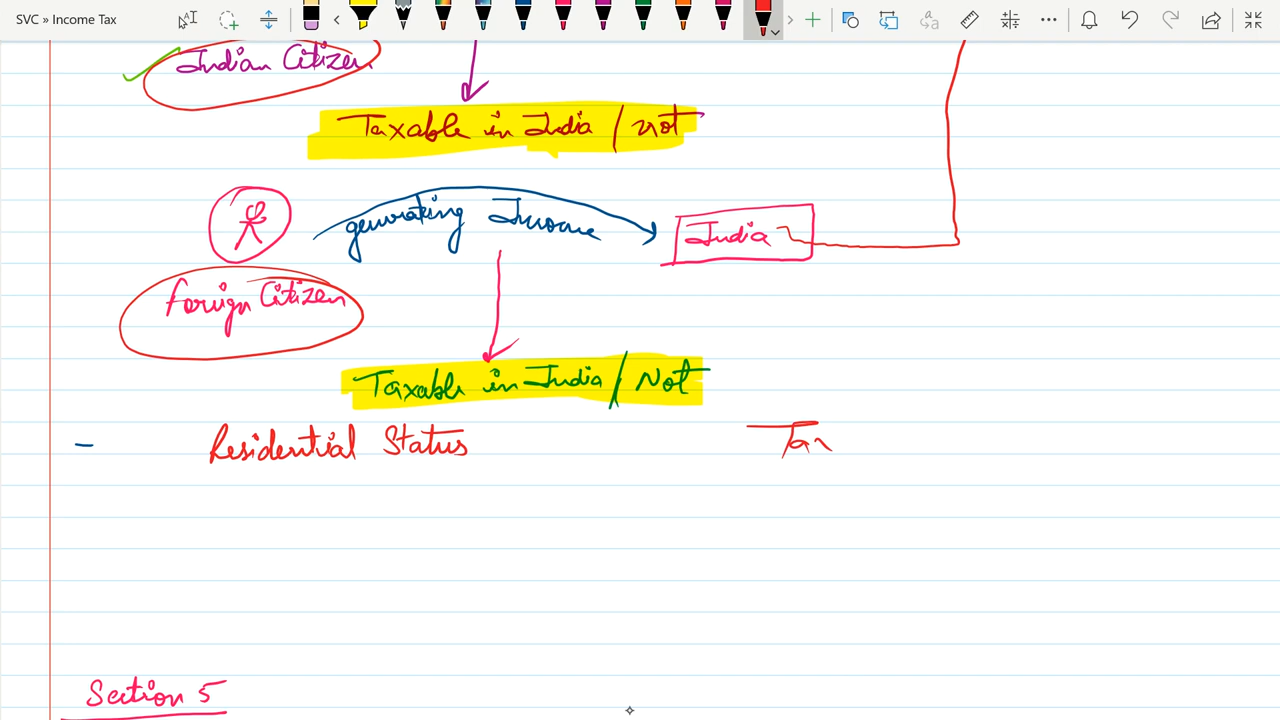 SVC » Income Tax
Indian Citizen
Taxable in India / Not
generating Income
India
foreign Citizen
Taxable in India / Not
– Residential Status Tax
Section 5